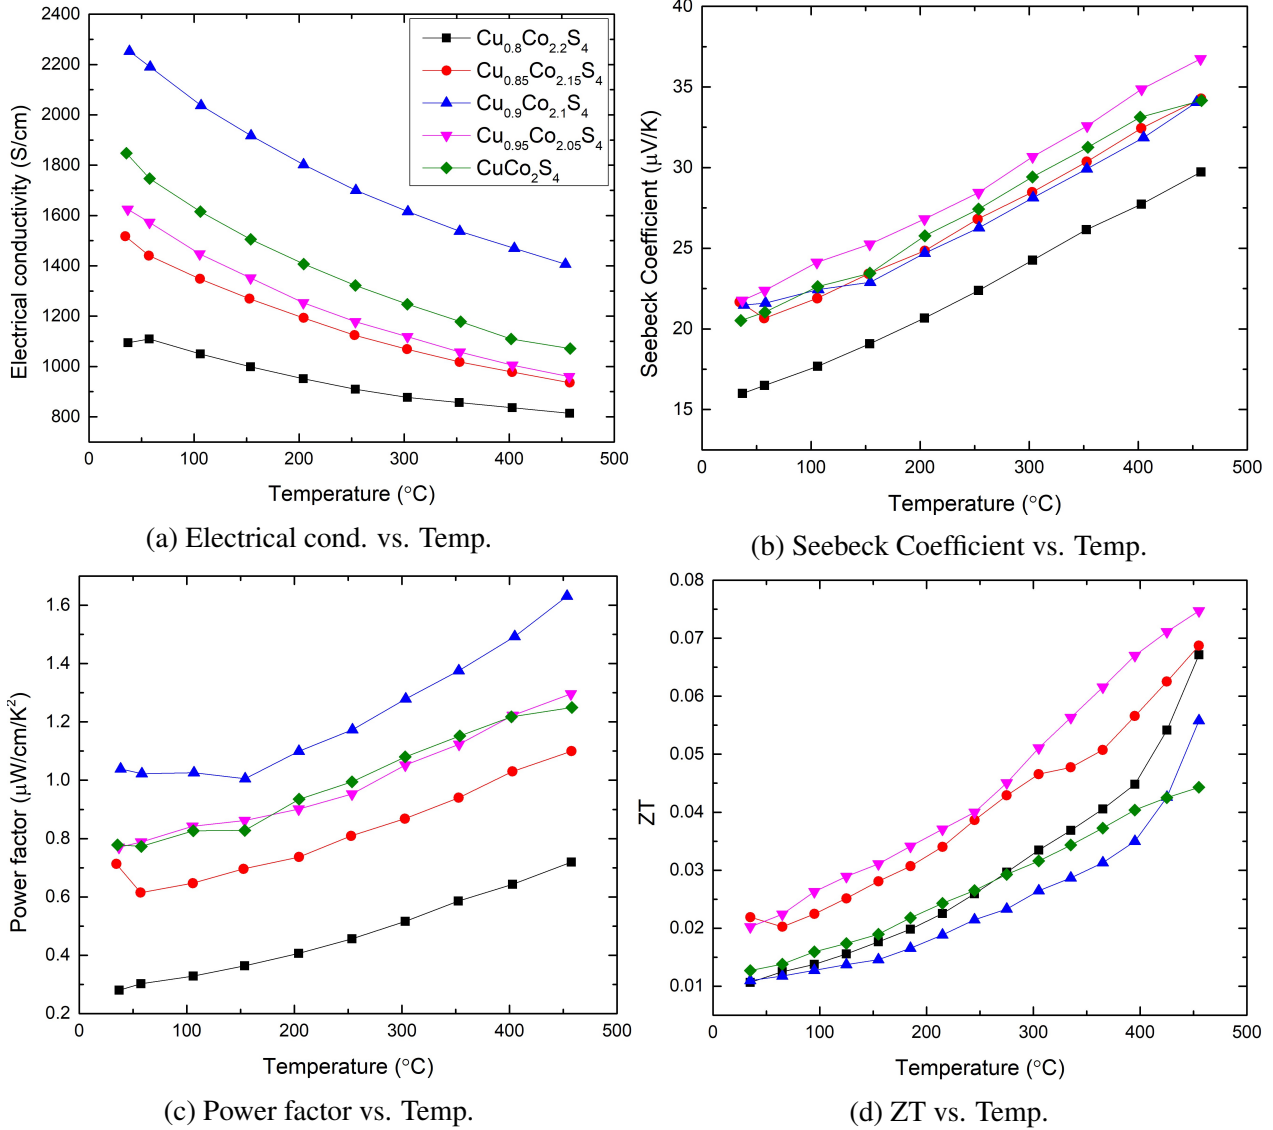 2400
2200
2000
1800
1600
1400
1200
1000
800
0 100 200 300 400 500
Electrical conductivity (S/cm)
Temperature (°C)
Cu0.8Co2.2S4
Cu0.85Co2.15S4
Cu0.9Co2.1S4
Cu0.95Co2.05S4
CuCo2S4
(a) Electrical cond. vs. Temp.
40
35
30
25
20
15
0 100 200 300 400 500
Seebeck Coefficient (μV/K)
Temperature (°C)
(b) Seebeck Coefficient vs. Temp.
1.6
1.4
1.2
1.0
0.8
0.6
0.4
0.2
0 100 200 300 400 500
Power factor (μW/cm/K2)
Temperature (°C)
(c) Power factor vs. Temp.
0.08
0.07
0.06
0.05
0.04
0.03
0.02
0.01
0 100 200 300 400 500
ZT
Temperature (°C)
(d) ZT vs. Temp.